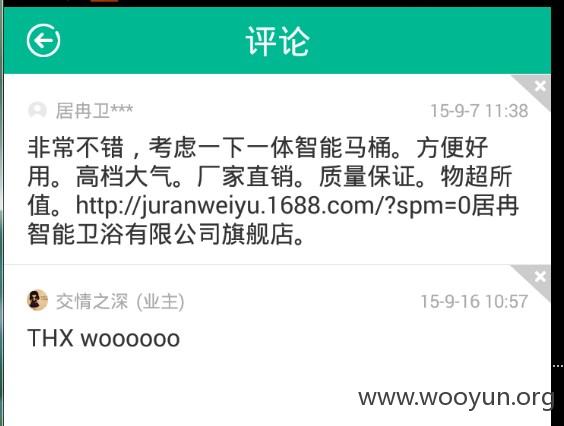 评论
居冉卫***
15-9-7 11:38
非常不错，考虑一下一体智能马桶。方便好
用。高档大气。厂家直销。质量保证。物超所
值。http://juranweiyu.1688.com/?spm=0居冉
智能卫浴有限公司旗舰店。
交情之深 (业主)
15-9-16 10:57
THX woooooo
www.wooyun.org